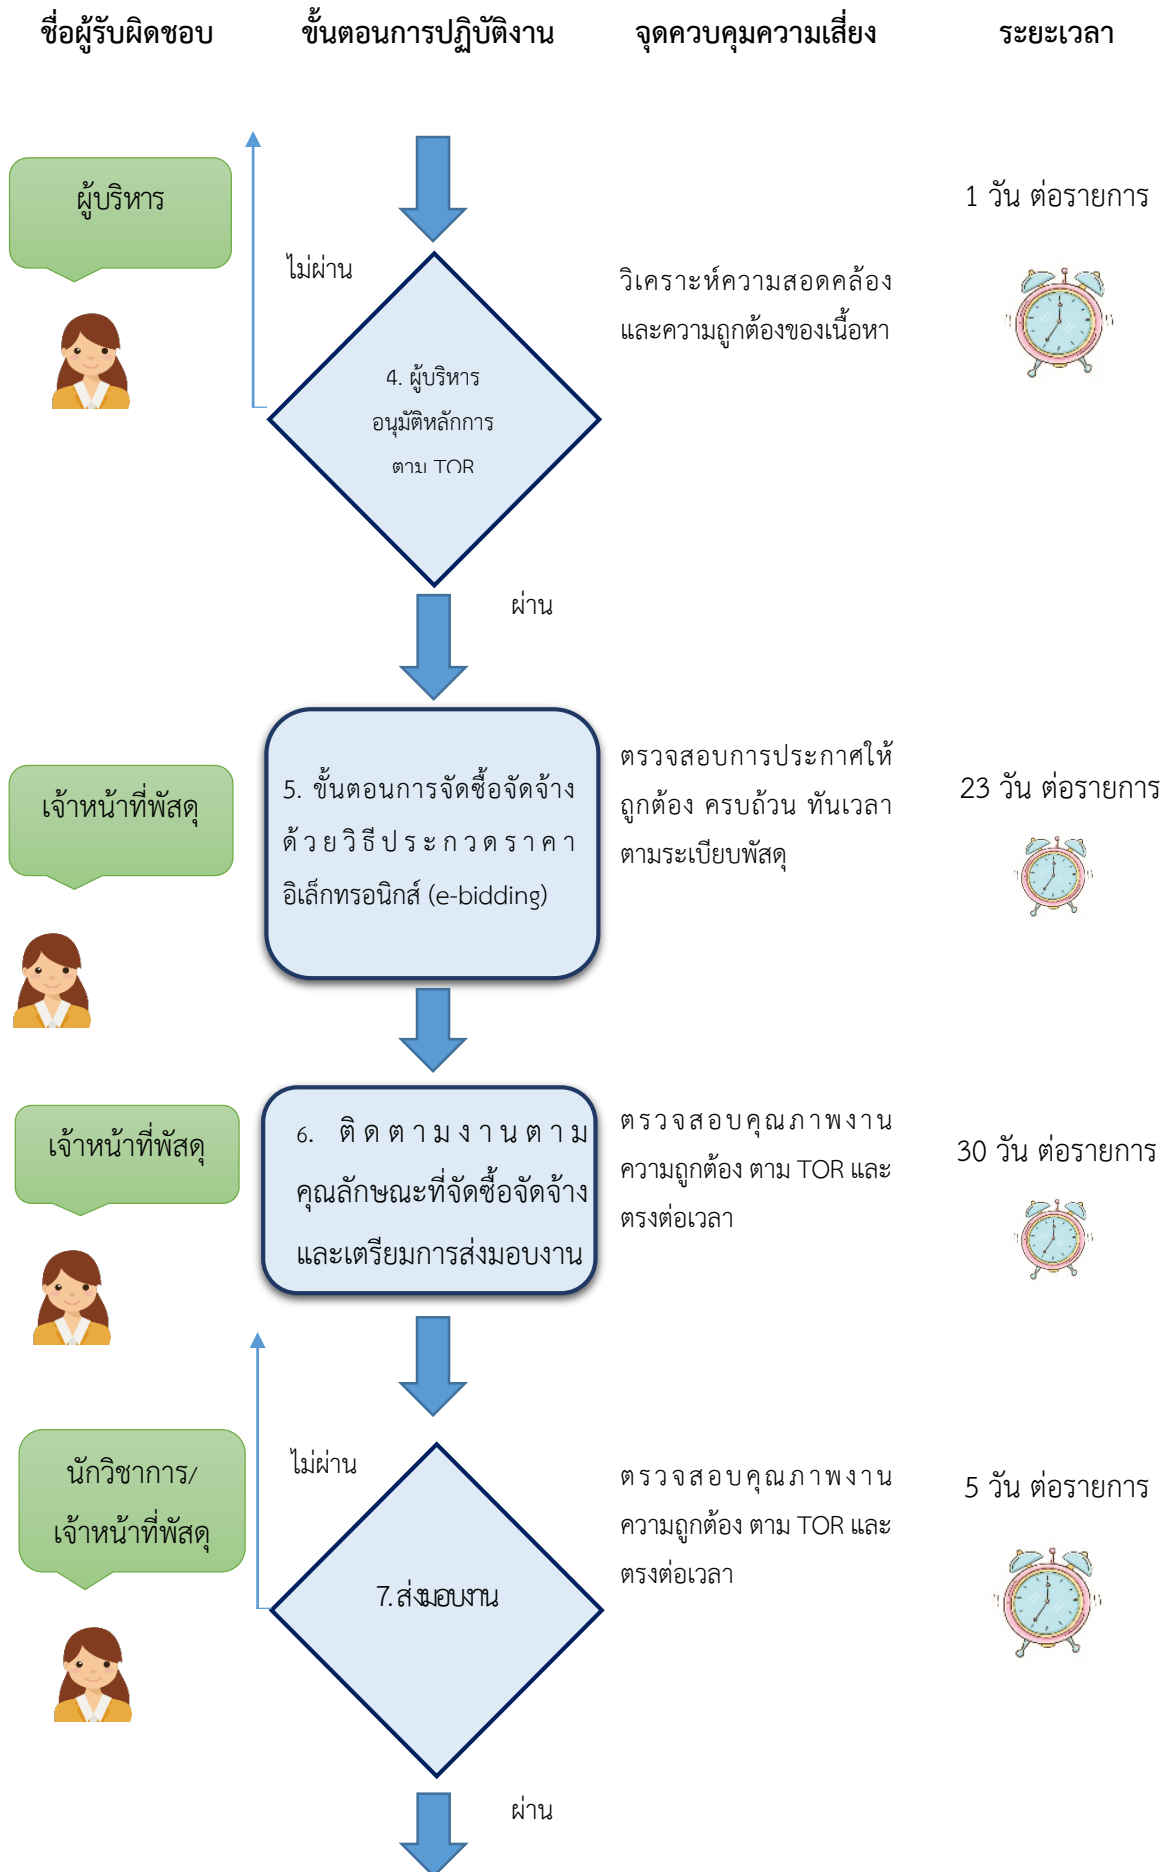 ชื่อผู้รับผิดชอบ ขั้นตอนการปฏิบัติงาน จุดควบคุมความเสี่ยง ระยะเวลา
ผู้บริหาร
1 วัน ต่อรายการ
ไม่ผ่าน
วิเคราะห์ความสอดคล้อง
และความถูกต้องของเนื้อหา
4. ผู้บริหาร
อนุมัติหลักการ
ตาม TOR
ผ่าน
เจ้าหน้าที่พัสดุ
5. ขั้นตอนการจัดซื้อจัดจ้าง
ด้วยวิธีประกวดราคา
อิเล็กทรอนิกส์ (e-bidding)
ตรวจสอบการประกาศให้
ถูกต้อง ครบถ้วน ทันเวลา
ตามระเบียบพัสดุ
23 วัน ต่อรายการ
เจ้าหน้าที่พัสดุ
6. ติดตามงานตาม
คุณลักษณะที่จัดซื้อจัดจ้าง
และเตรียมการส่งมอบงาน
ตรวจสอบคุณภาพงาน
ความถูกต้อง ตาม TOR และ
ตรงต่อเวลา
30 วัน ต่อรายการ
นักวิชาการ/
เจ้าหน้าที่พัสดุ
ไม่ผ่าน
7. ส่งมอบงาน
ตรวจสอบคุณภาพงาน
ความถูกต้อง ตาม TOR และ
ตรงต่อเวลา
5 วัน ต่อรายการ
ผ่าน